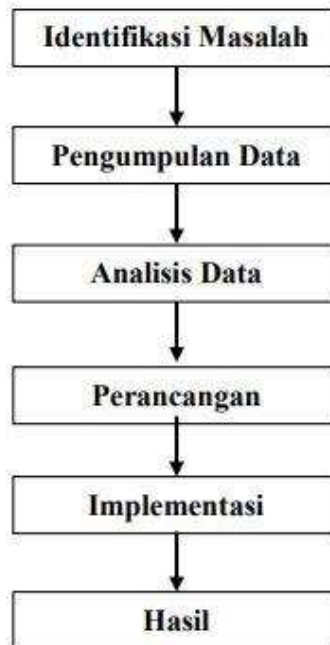 Identifikasi Masalah
Pengumpulan Data
Analisis Data
Perancangan
Implementasi
Hasil